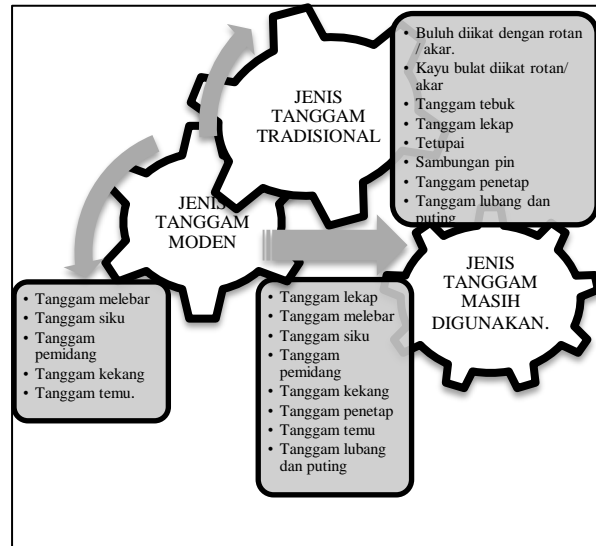 JENIS
TANGGAM
TRADISIONAL
• Buluh diikat dengan rotan
/ akar.
• Kayu bulat diikat rotan/
akar
• Tanggam tebuk
• Tanggam lekap
• Tetupai
• Sambungan pin
• Tanggam penetap
• Tanggam lubang dan
puting
JENIS
TANGGAM
MODEN
• Tanggam melebar
• Tanggam siku
• Tanggam
pemidang
• Tanggam kekang
• Tanggam temu.
JENIS
TANGGAM
MASIH
DIGUNAKAN.
• Tanggam lekap
• Tanggam melebar
• Tanggam siku
• Tanggam
pemidang
• Tanggam kekang
• Tanggam penetap
• Tanggam temu
• Tanggam lubang
dan puting